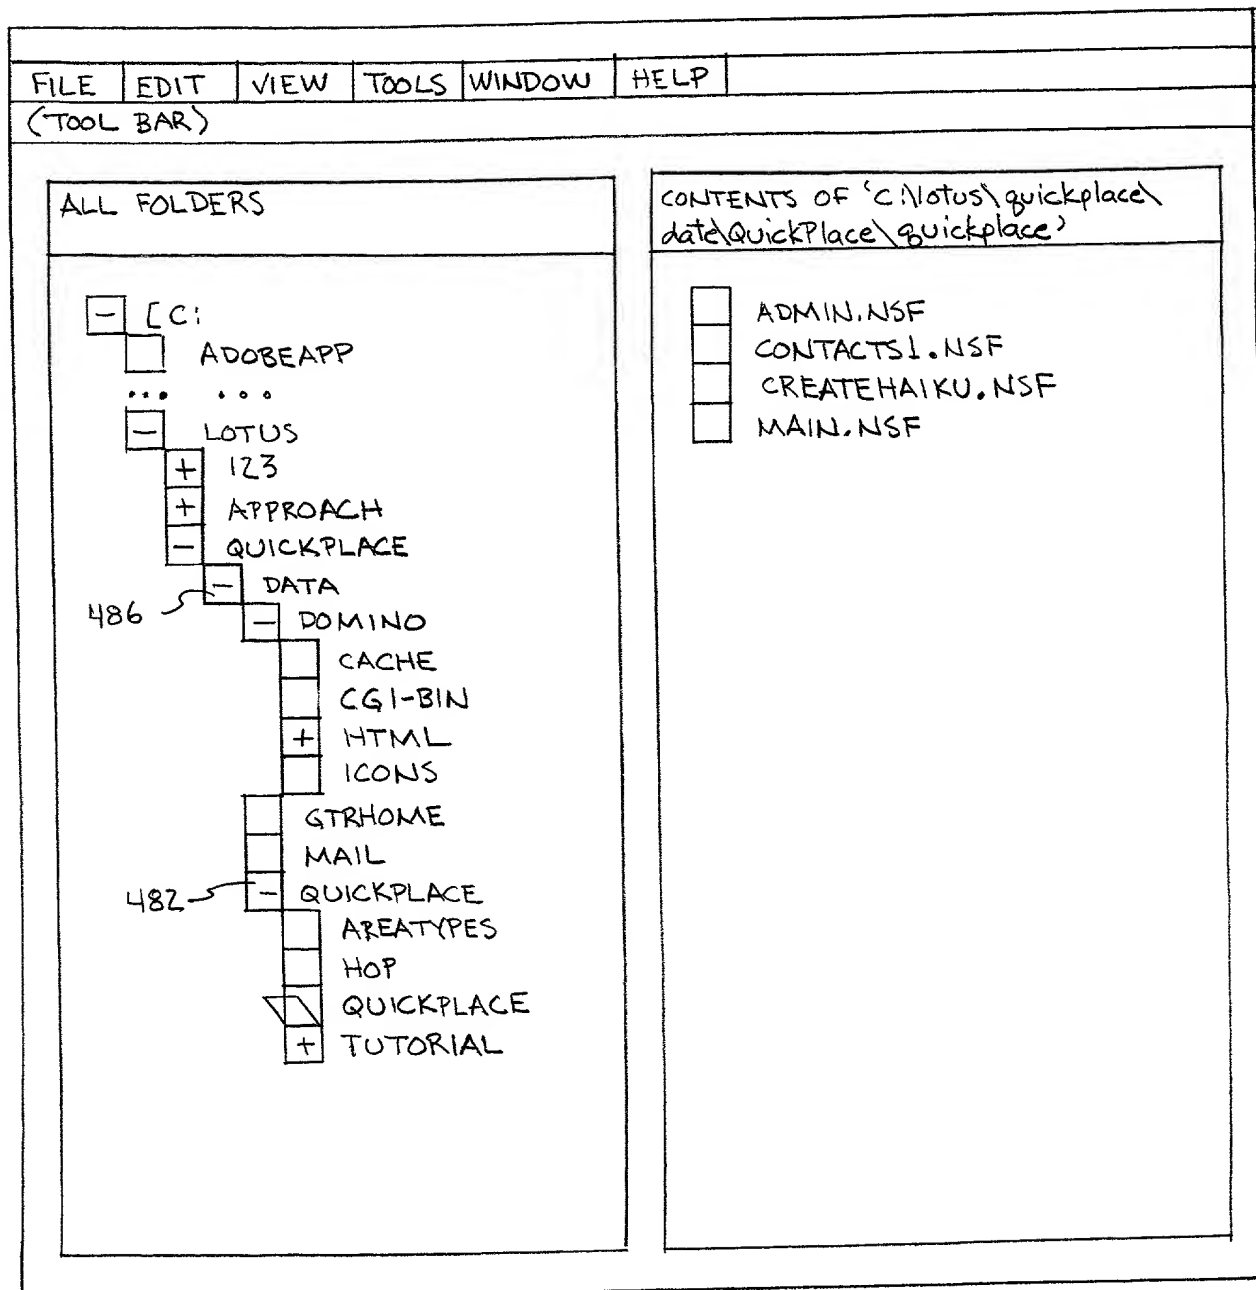 FILE EDIT VIEW TOOLS WINDOW HELP
(TOOL BAR)
ALL FOLDERS
- [C:
ADOBEAPP
... ...
- LOTUS
+ 123
+ APPROACH
- QUICKPLACE
- DATA
486
- DOMINO
CACHE
CGI-BIN
+ HTML
ICONS
GTRHOME
MAIL
482 - QUICKPLACE
AREATYPES
HOP
QUICKPLACE
+ TUTORIAL
CONTENTS OF 'C:\lotus\quickplace\
date\QuickPlace\quickplace'
ADMIN.NSF
CONTACTS1.NSF
CREATEHAIKU.NSF
MAIN.NSF